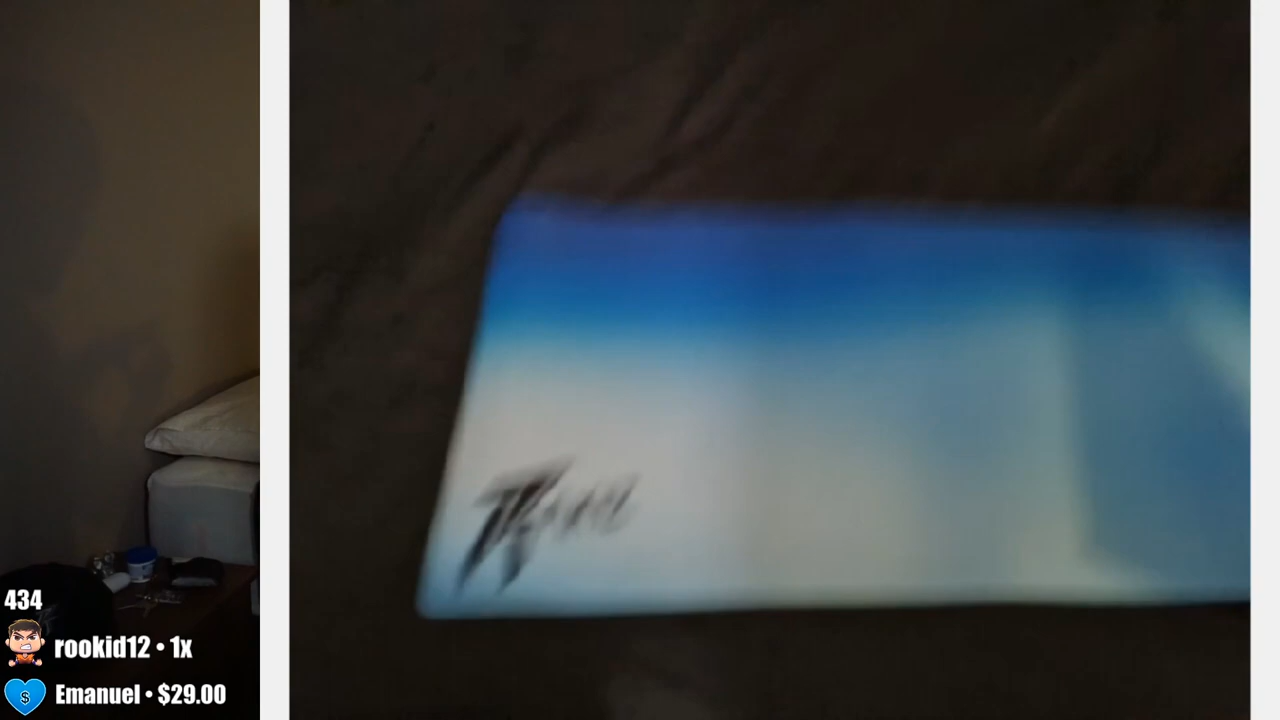 434
rookid12 • 1x
$
Emanuel • $29.00